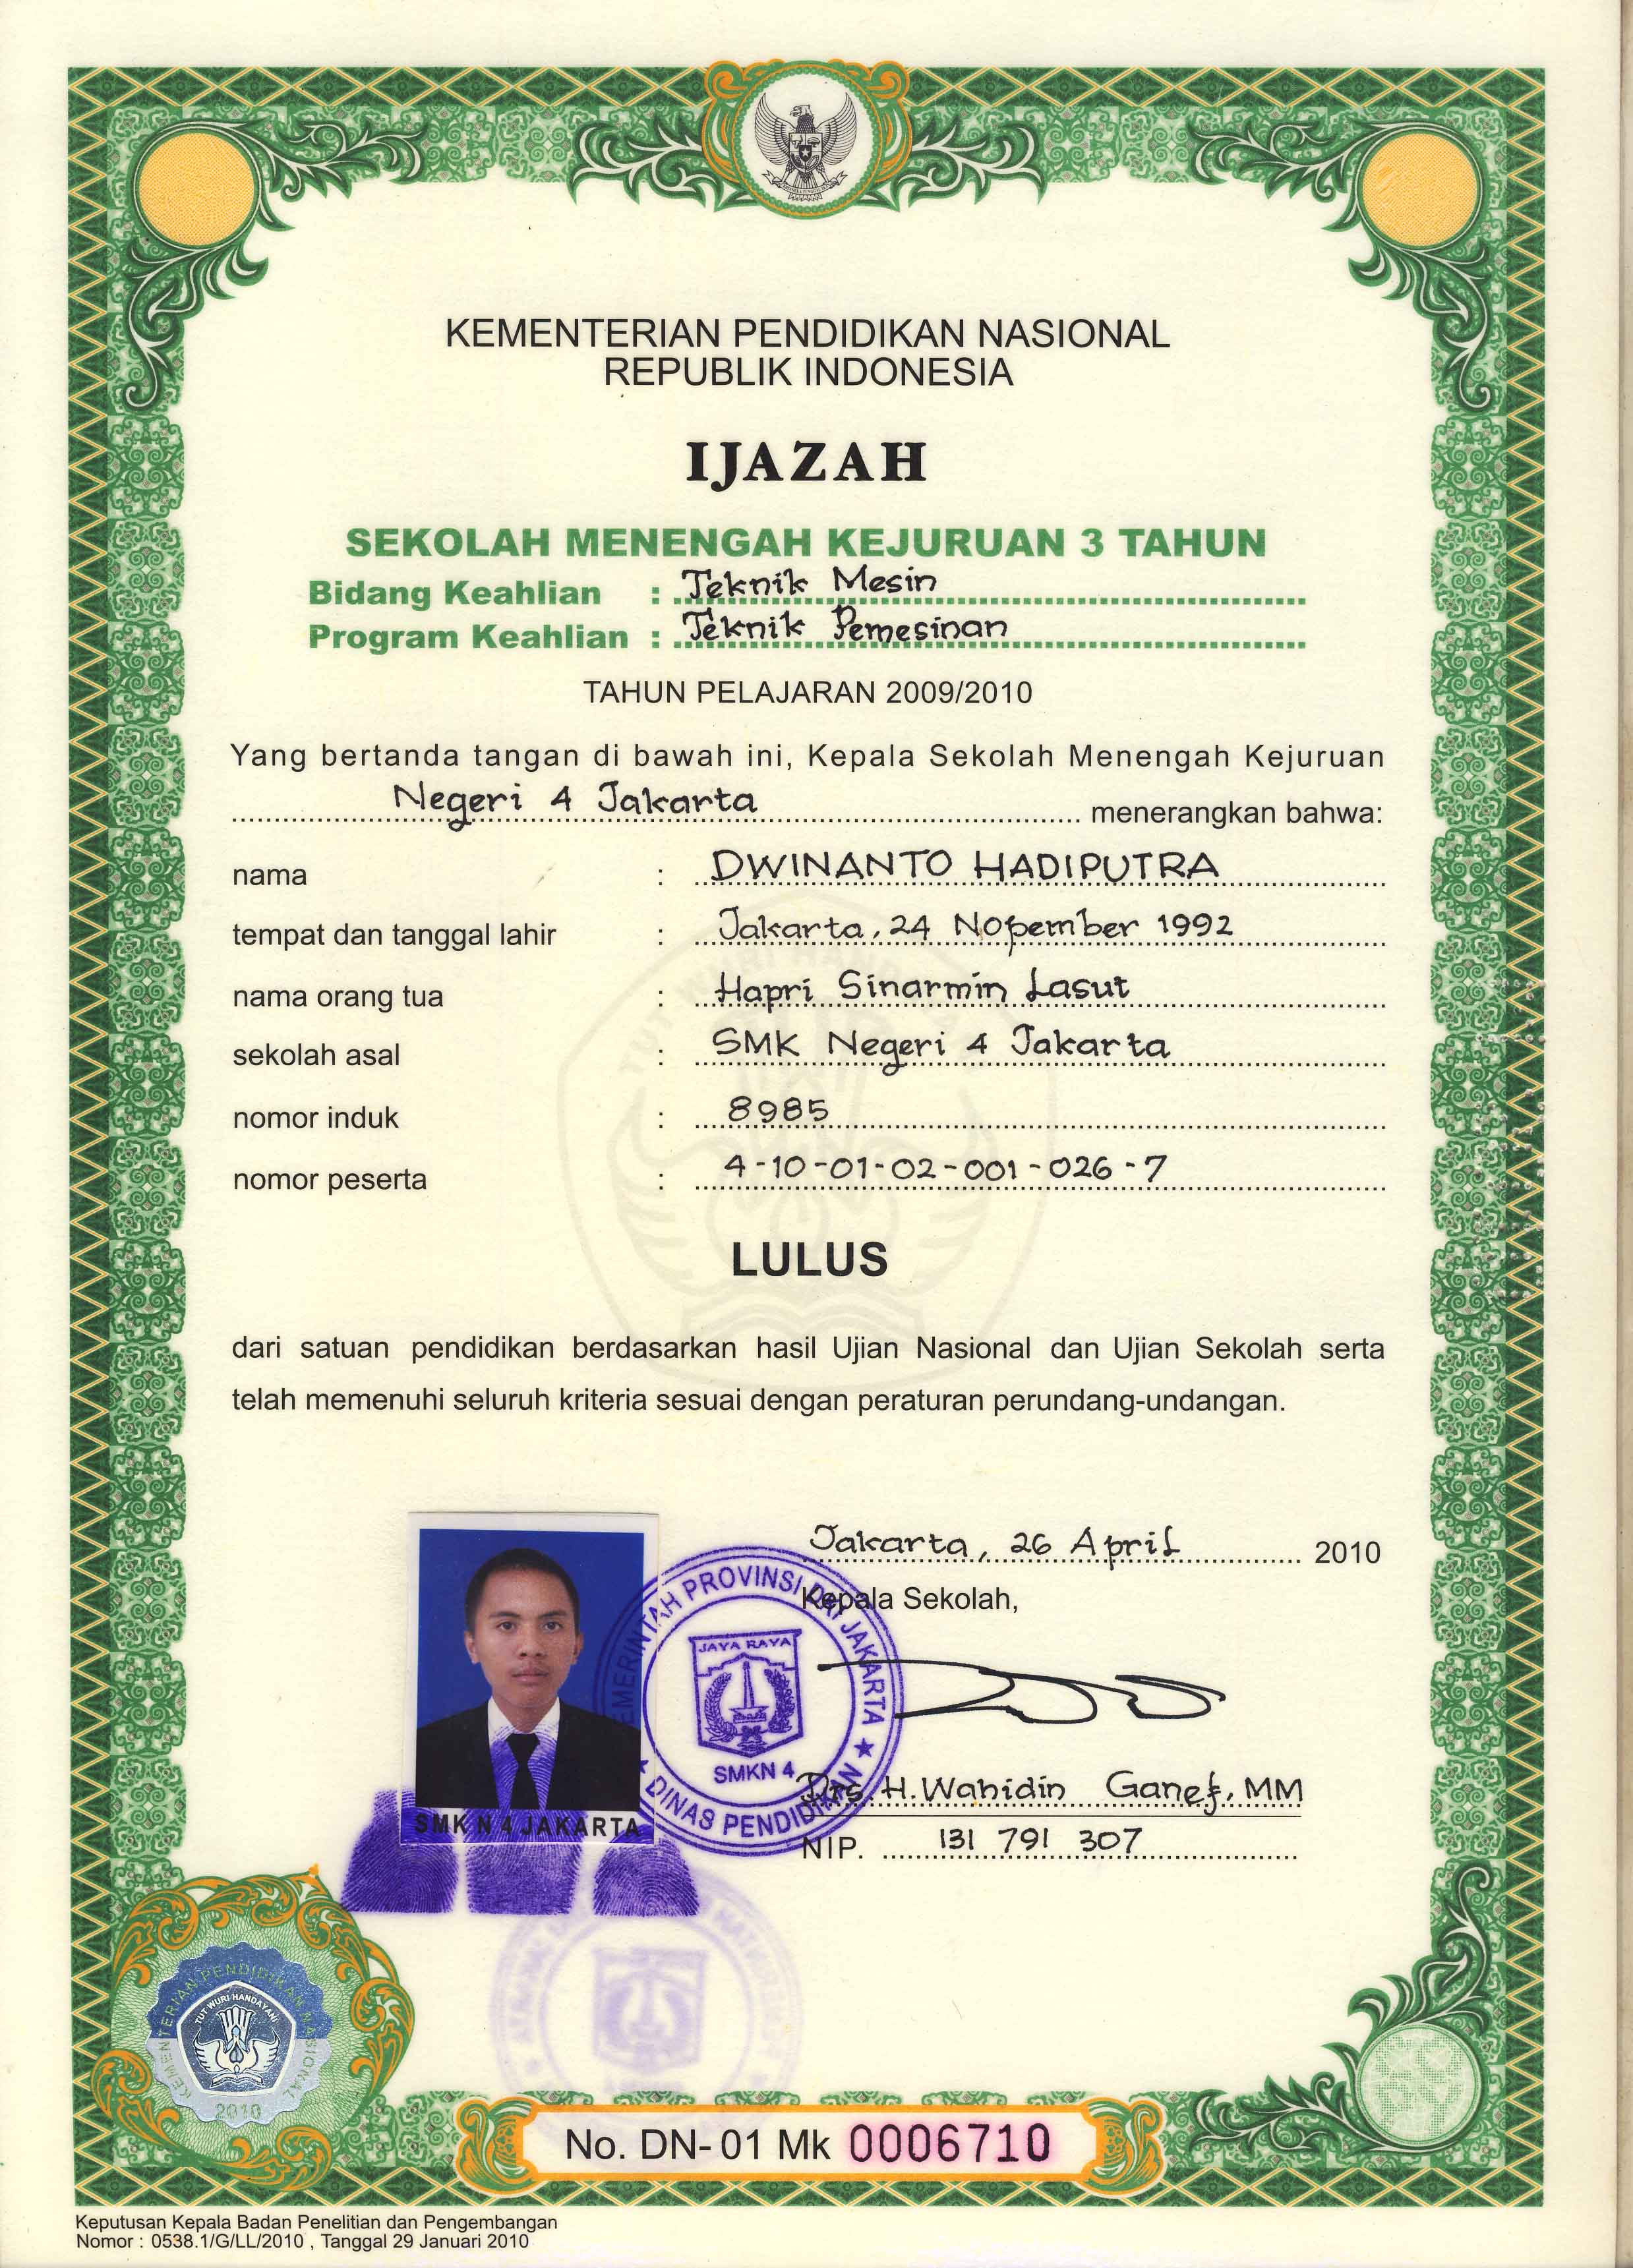 KEMENTERIAN PENDIDIKAN NASIONAL
REPUBLIK INDONESIA
IJAZAH
SEKOLAH MENENGAH KEJURUAN 3 TAHUN
Bidang Keahlian : Teknik Mesin
Program Keahlian : Teknik Pemesinan
TAHUN PELAJARAN 2009/2010
Yang bertanda tangan di bawah ini, Kepala Sekolah Menengah Kejuruan
Negeri 4 Jakarta menerangkan bahwa:
nama : DWINANTO HADIPUTRA
tempat dan tanggal lahir : Jakarta, 24 Nopember 1992
nama orang tua : Hapri Sinarmin Lasut
sekolah asal : SMK Negeri 4 Jakarta
nomor induk : 8985
nomor peserta : 4-10-01-02-001-026-7
TUT WURI HANDAYANI
LULUS
dari satuan pendidikan berdasarkan hasil Ujian Nasional dan Ujian Sekolah serta
telah memenuhi seluruh kriteria sesuai dengan peraturan perundang-undangan.
Jakarta, 26 April 2010
Kepala Sekolah,
PEMERINTAH PROVINSI DKI JAKARTA
JAYA RAYA
SMKN 4
DINAS PENDIDIKAN
Drs H. Wahidin Ganef, MM
NIP. 131 791 307
SMK N 4 JAKARTA
KEMENTERIAN PENDIDIKAN NASIONAL
TUT WURI HANDAYANI
2010
No. DN-01 Mk 0006710
Keputusan Kepala Badan Penelitian dan Pengembangan
Nomor : 0538.1/G/LL/2010 , Tanggal 29 Januari 2010